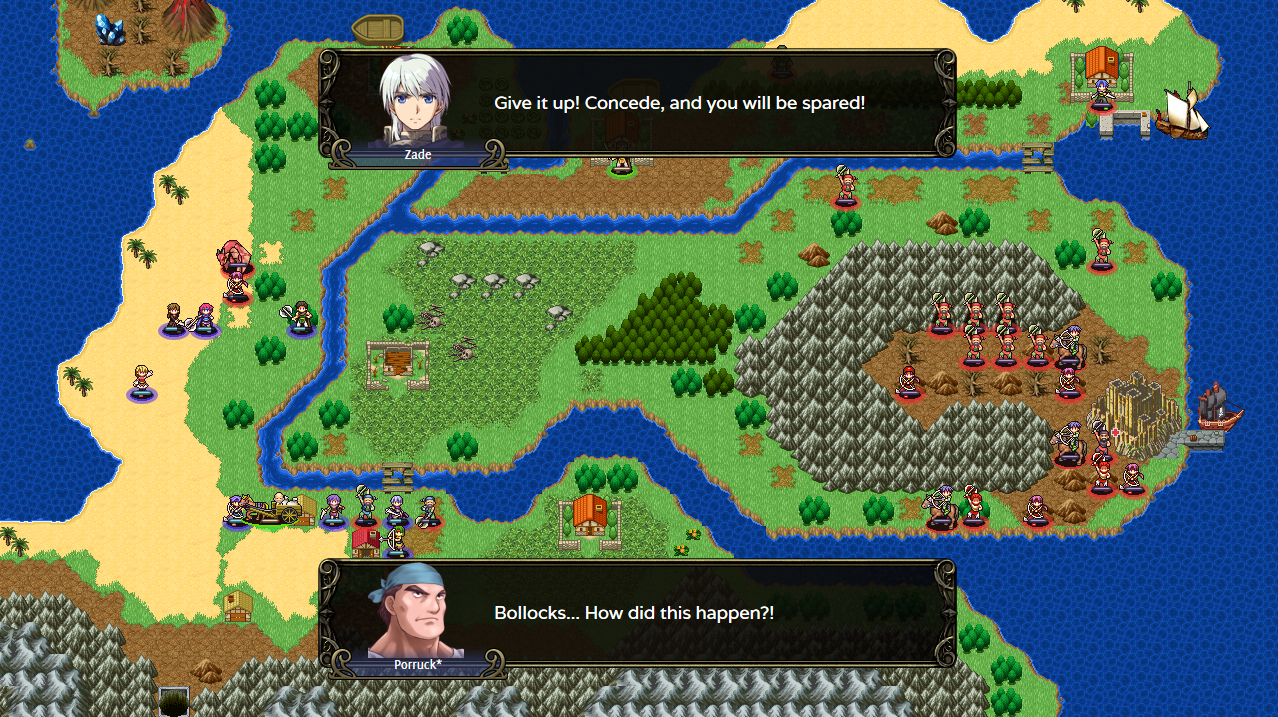 Give it up! Concede, and you will be spared!
Zade
Bollocks... How did this happen?!
Porruck*